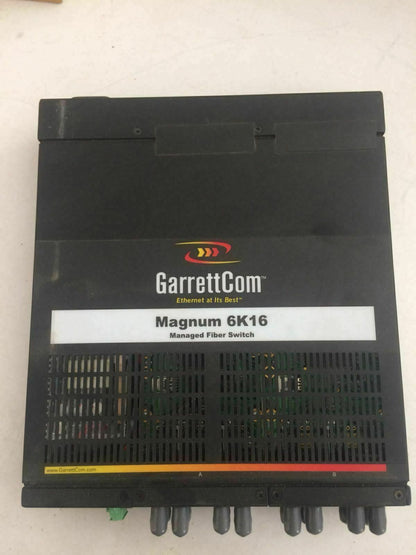 GarrettCom™
Ethernet at Its Best™
Magnum 6K16
Managed Fiber Switch
www.GarrettCom.com
A B